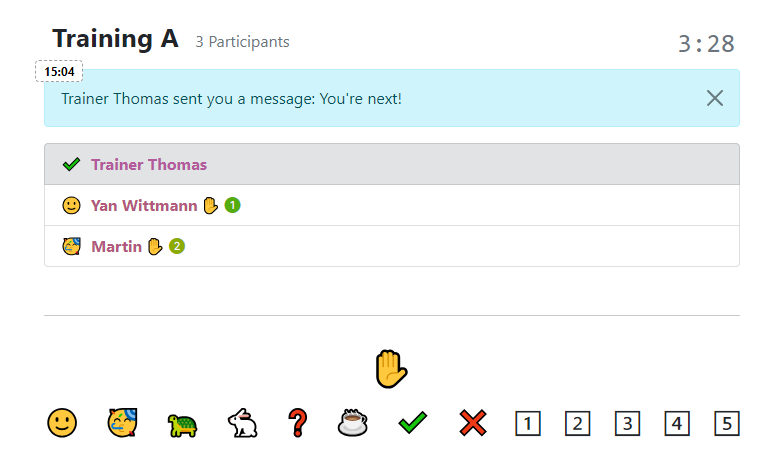 Training A 3 Participants 3:28
15:04
Trainer Thomas sent you a message: You're next!
Trainer Thomas
Yan Wittmann 1
Martin 2
1 2 3 4 5